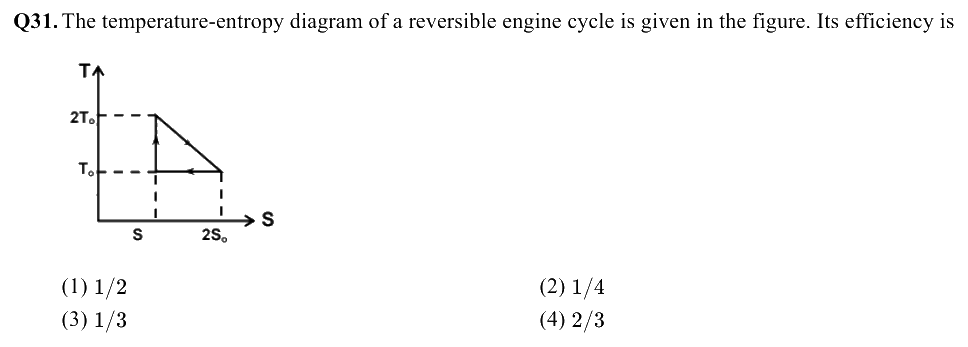 Q31. The temperature-entropy diagram of a reversible engine cycle is given in the figure. Its efficiency is
T
2T₀
T₀
S
S 2S₀
(1) 1/2 (2) 1/4
(3) 1/3 (4) 2/3